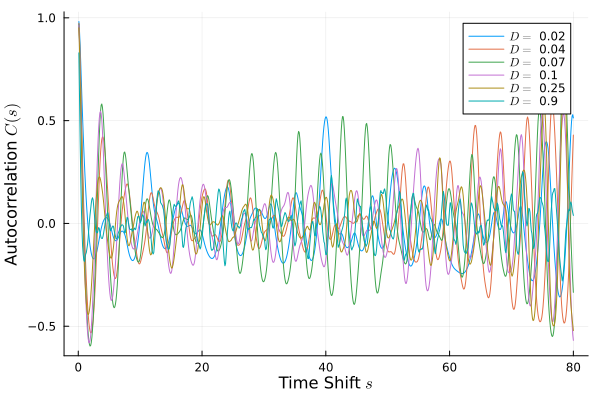 1.0
0.5
0.0
−0.5
Autocorrelation C(s)
0
20
40
60
80
Time Shift s
D = 0.02
D = 0.04
D = 0.07
D = 0.1
D = 0.25
D = 0.9